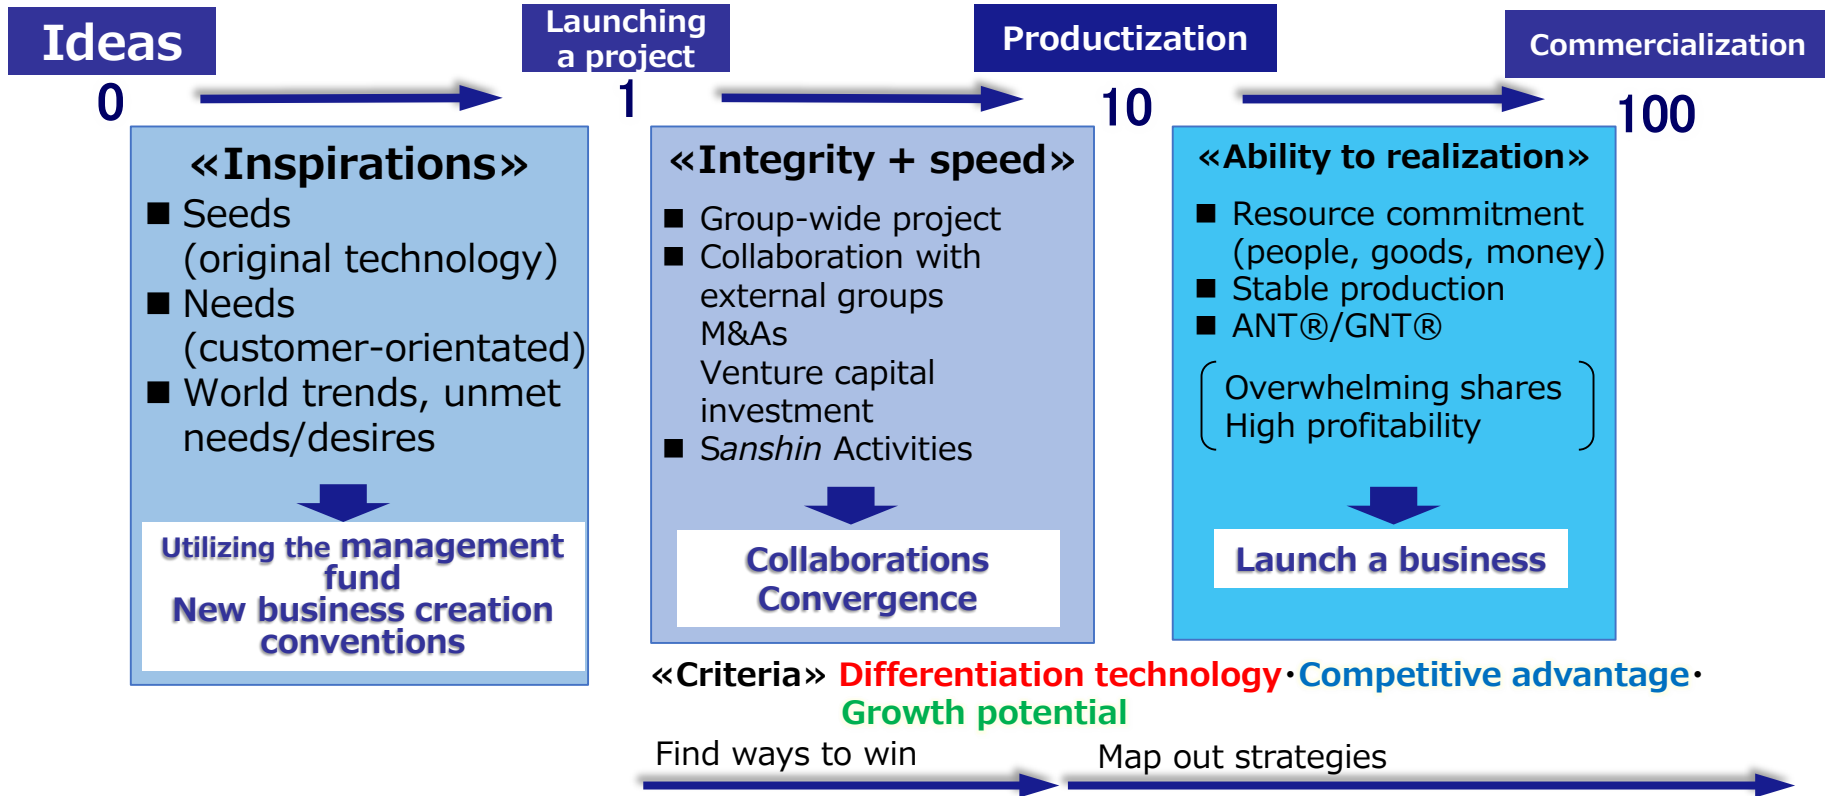 Ideas
Launching
a project
Productization
Commercialization
0
1
10
100
«Inspirations»
■ Seeds
(original technology)
■ Needs
(customer-orientated)
■ World trends, unmet
needs/desires
Utilizing the management
fund
New business creation
conventions
«Integrity + speed»
■ Group-wide project
■ Collaboration with
external groups
M&As
Venture capital
investment
■ Sanshin Activities
Collaborations
Convergence
«Ability to realization»
■ Resource commitment
(people, goods, money)
■ Stable production
■ ANT®/GNT®
Overwhelming shares
High profitability
Launch a business
«Criteria» Differentiation technology・Competitive advantage・
Growth potential
Find ways to win
Map out strategies